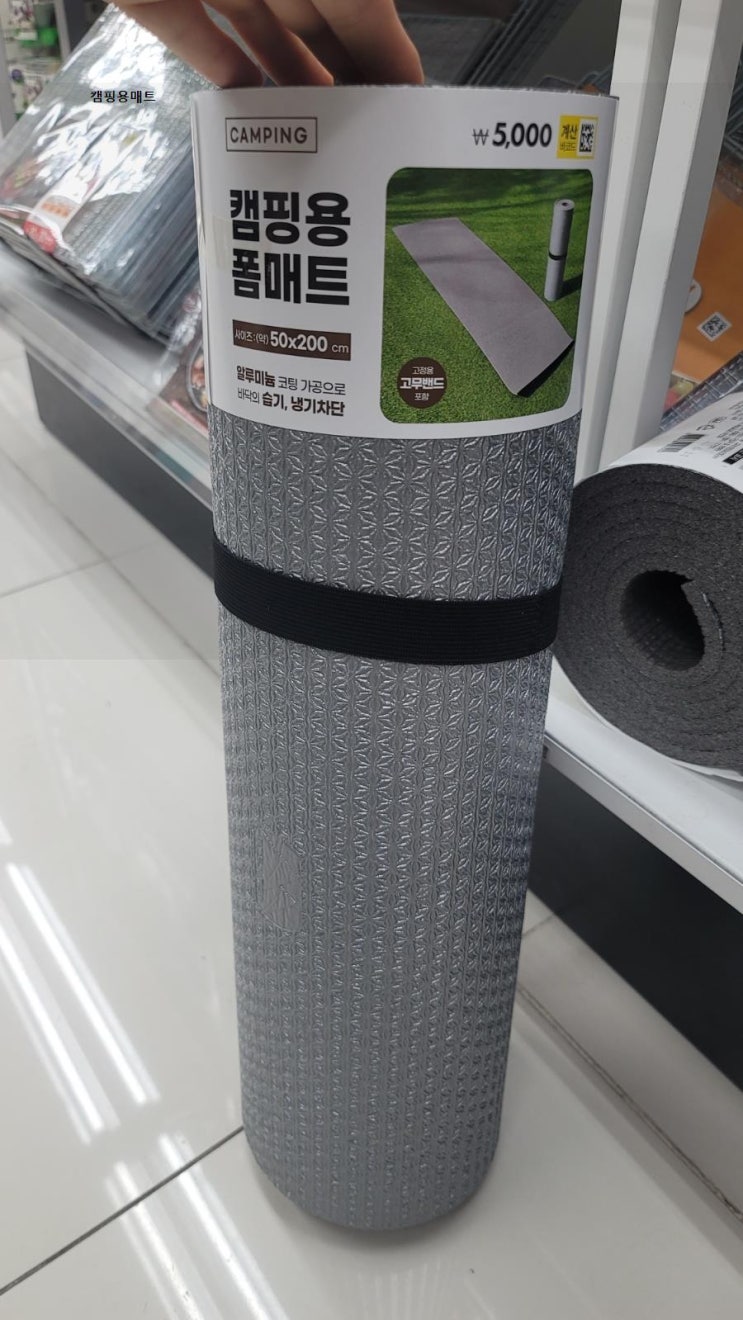 캠핑용매트
CAMPING
₩5,000
계산
바코드
캠핑용
폼매트
사이즈:(약) 50x200 cm
알루미늄 코팅 가공으로
바닥의 습기, 냉기차단
고정용
고무밴드
포함